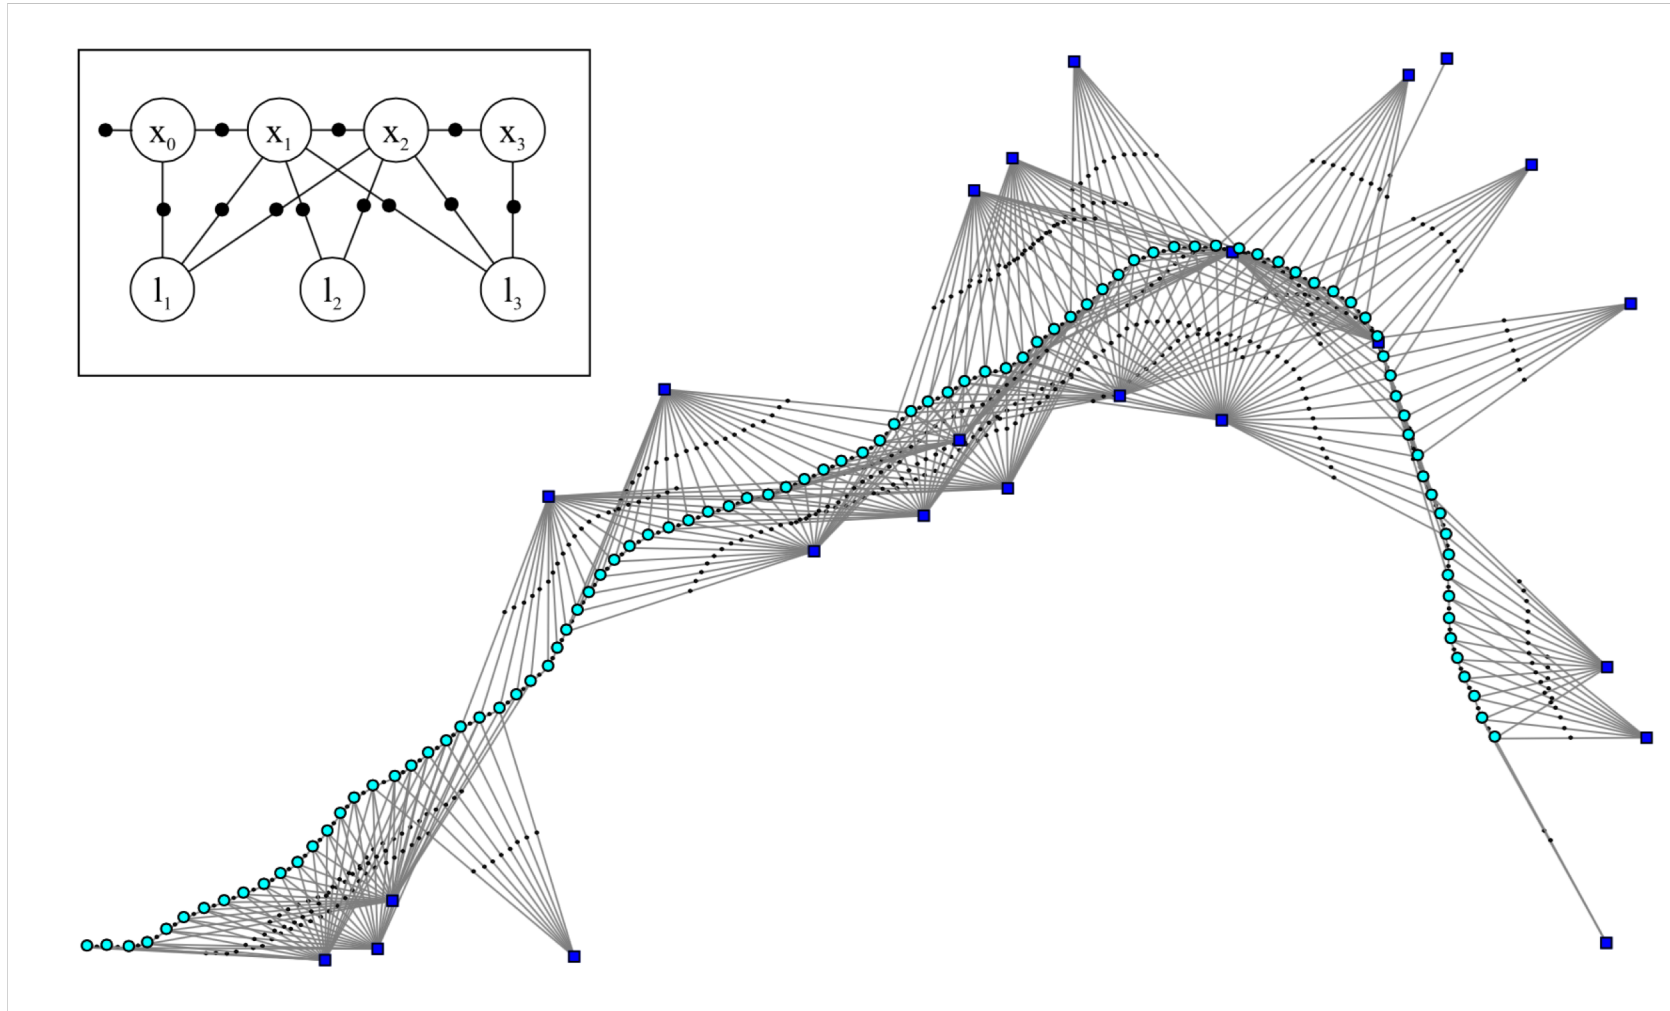 x₀ x₁ x₂ x₃
l₁ l₂ l₃